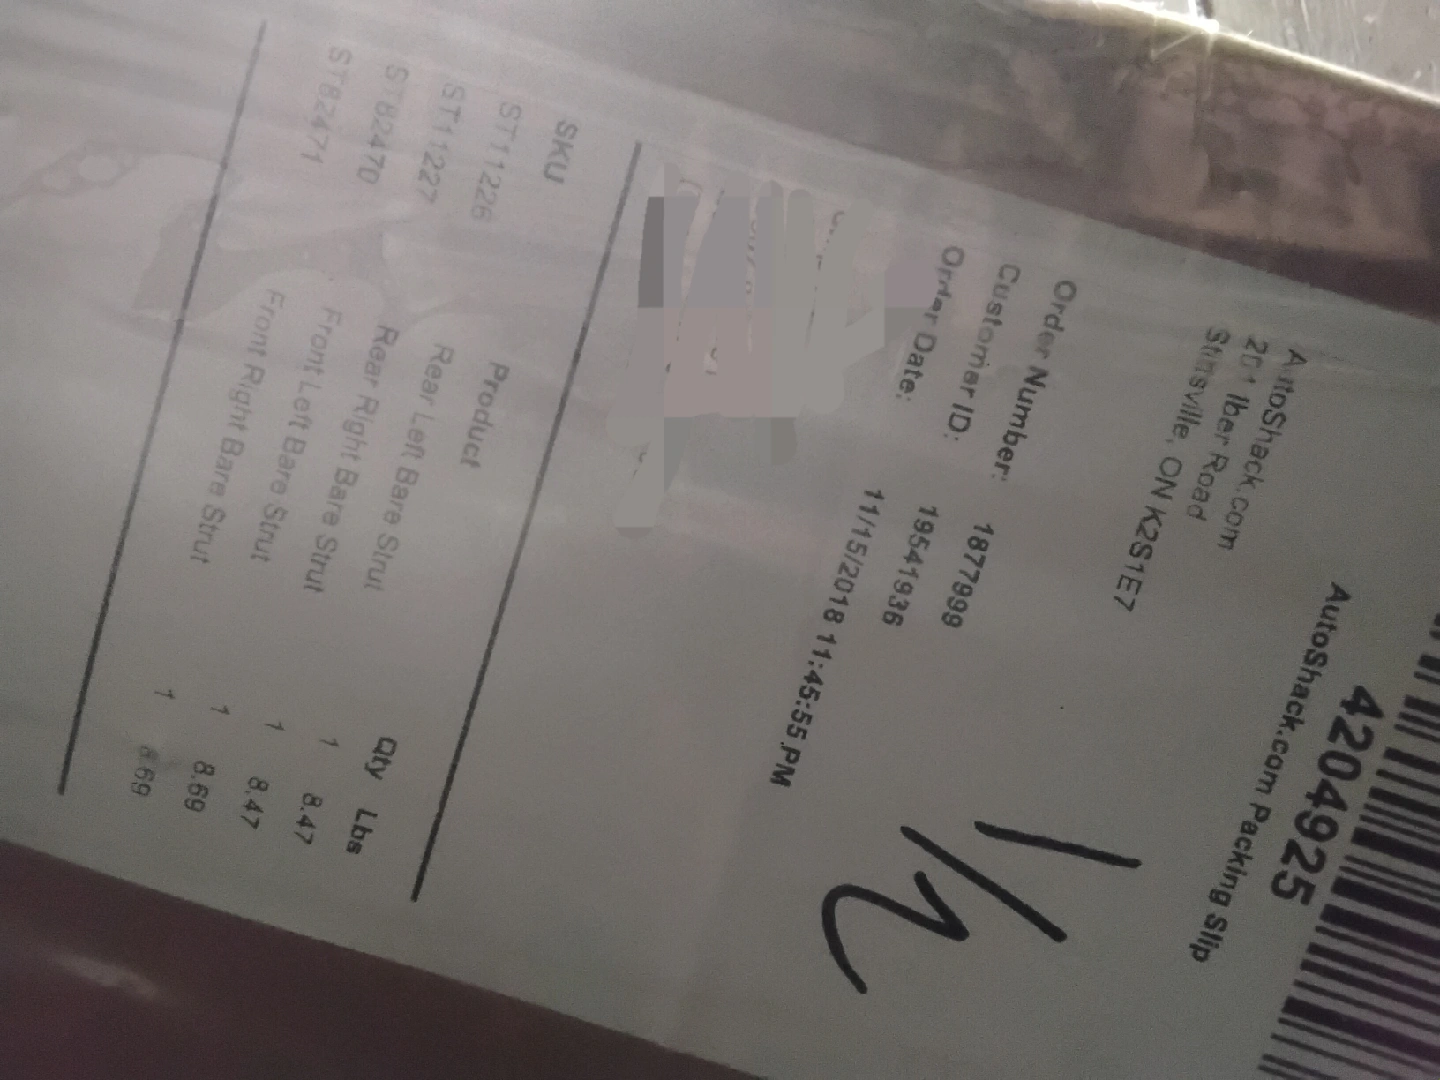 4204925
AutoShack.com Packing Slip
AutoShack.com
201 Iber Road
Stittsville, ON K2S1E7
Order Number: 1877999
Customer ID: 19541936
Order Date: 11/15/2018 11:45:55 PM
1/2
SKU Product Qty Lbs
ST11226 Rear Left Bare Strut 1 8.47
ST11227 Rear Right Bare Strut 1 8.47
ST82470 Front Left Bare Strut 1 8.69
ST82471 Front Right Bare Strut 1 8.69